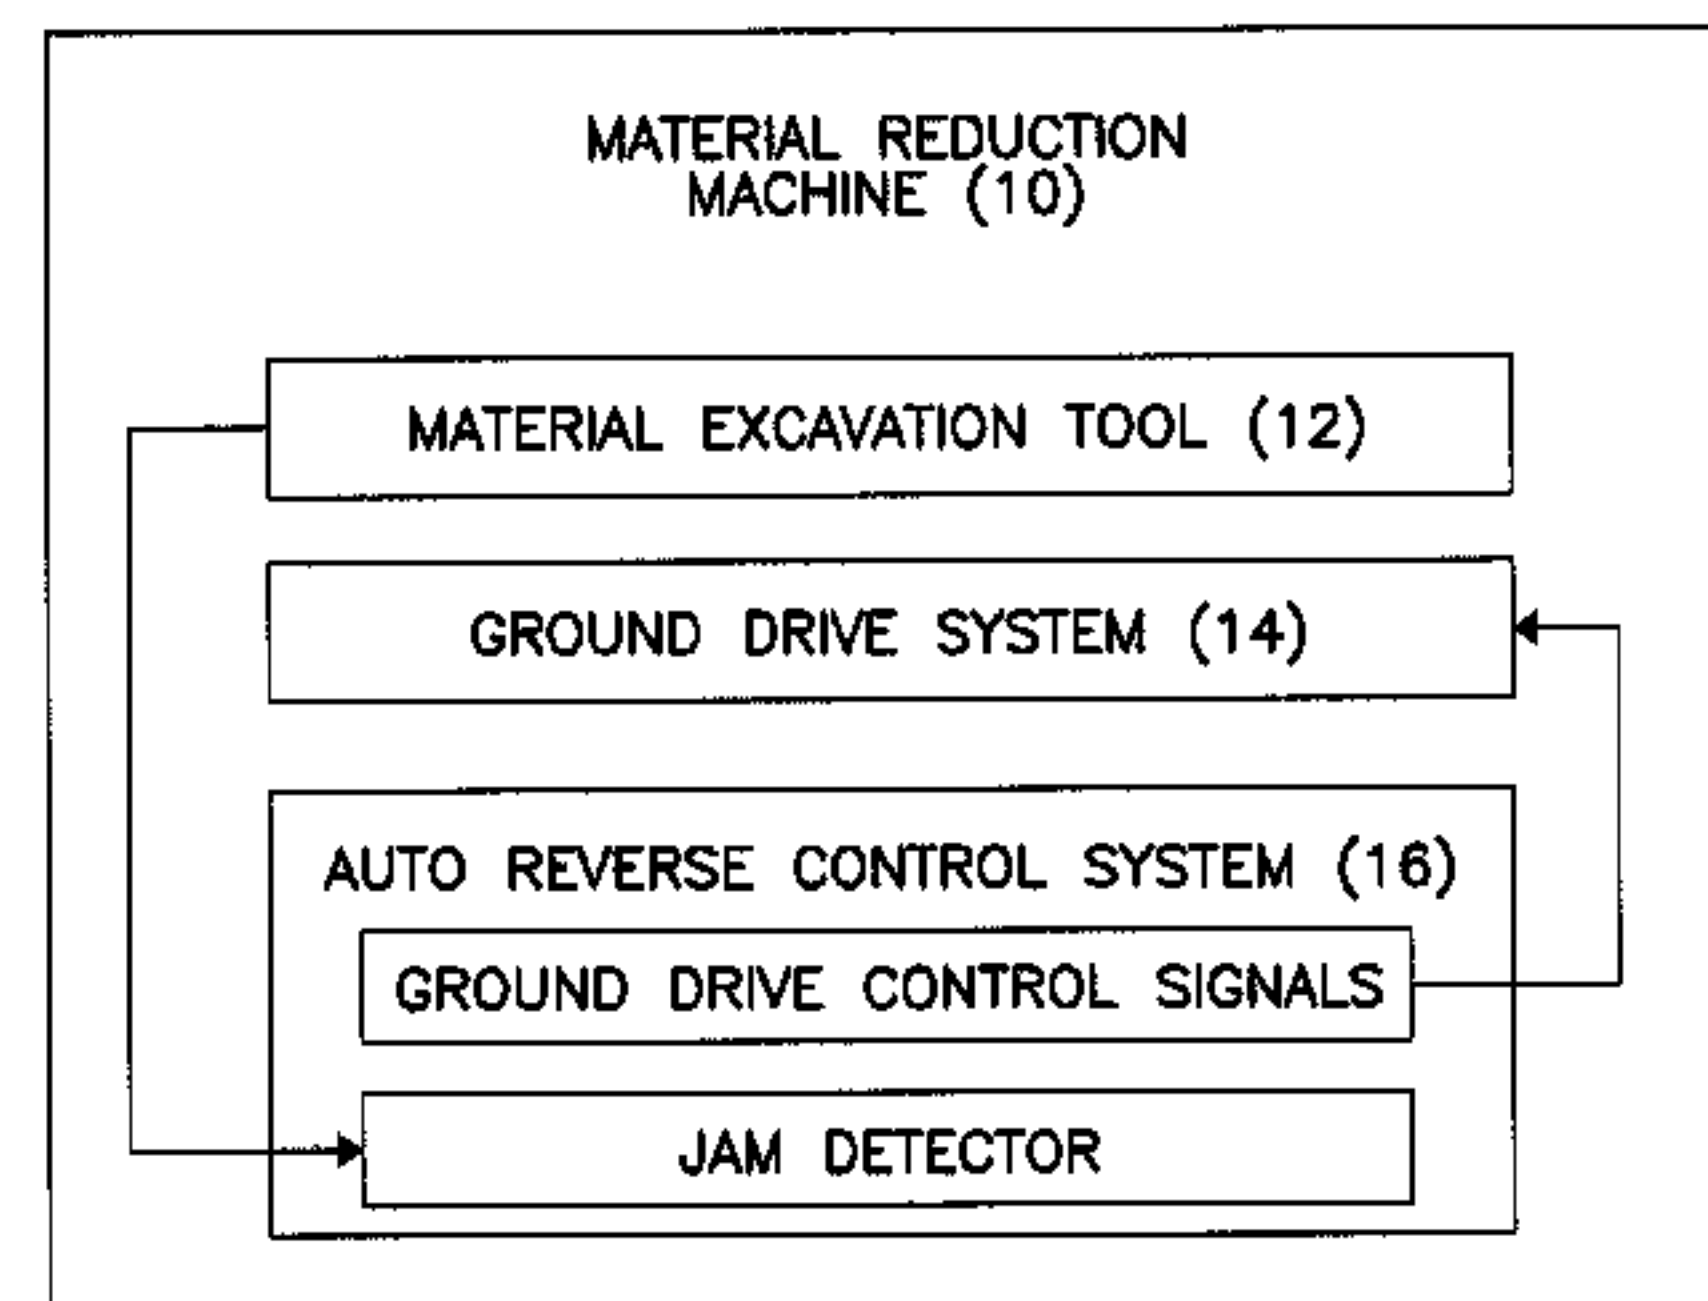 MATERIAL REDUCTION
MACHINE (10)
MATERIAL EXCAVATION TOOL (12)
GROUND DRIVE SYSTEM (14)
AUTO REVERSE CONTROL SYSTEM (16)
GROUND DRIVE CONTROL SIGNALS
JAM DETECTOR